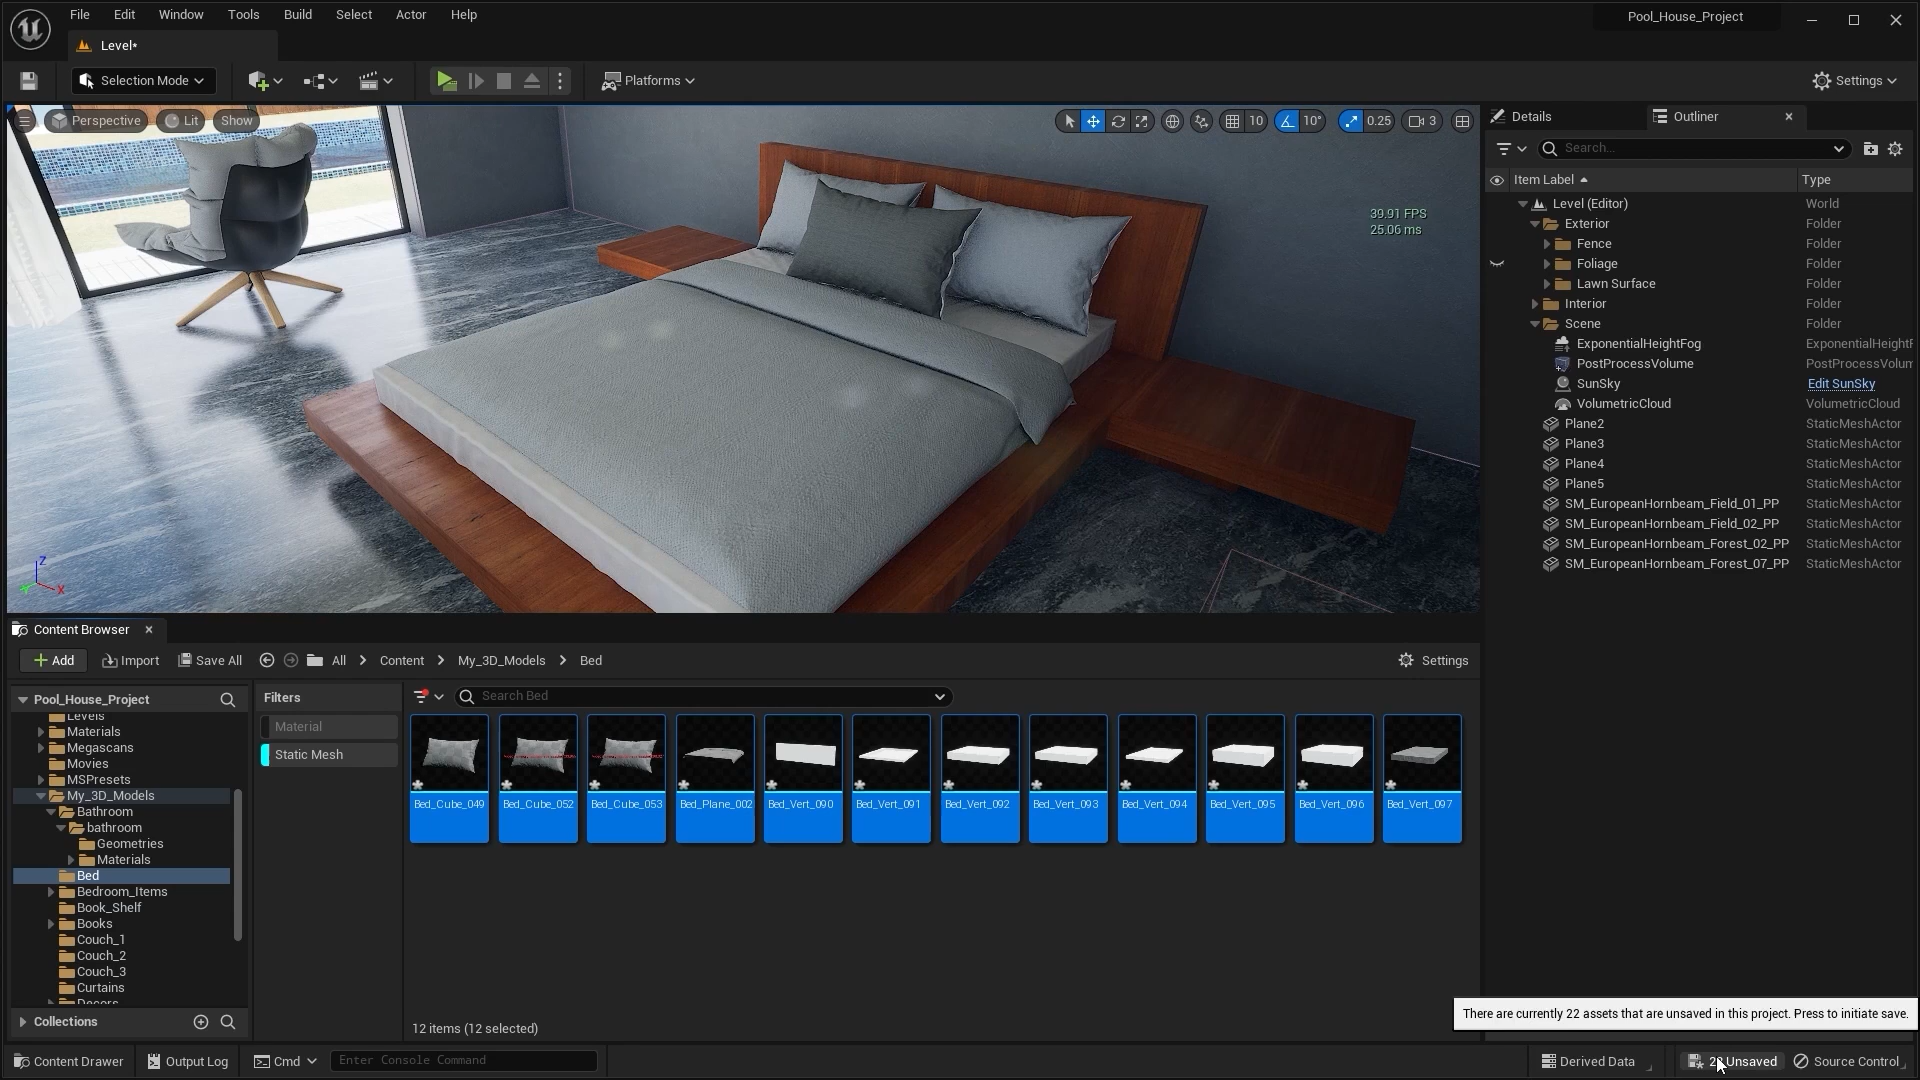 File Edit Window Tools Build Select Actor Help
Pool_House_Project
Level*
Selection Mode
Platforms
Settings
Perspective Lit Show
10 10° 0.25 3
39.91 FPS
25.06 ms
Details Outliner
Search...
Item Label Type
Level (Editor) World
Exterior Folder
Fence Folder
Foliage Folder
Lawn Surface Folder
Interior Folder
Scene Folder
ExponentialHeightFog ExponentialHeightF
PostProcessVolume PostProcessVolum
SunSky Edit SunSky
VolumetricCloud VolumetricCloud
Plane2 StaticMeshActor
Plane3 StaticMeshActor
Plane4 StaticMeshActor
Plane5 StaticMeshActor
SM_EuropeanHornbeam_Field_01_PP StaticMeshActor
SM_EuropeanHornbeam_Field_02_PP StaticMeshActor
SM_EuropeanHornbeam_Forest_02_PP StaticMeshActor
SM_EuropeanHornbeam_Forest_07_PP StaticMeshActor
Z
X
Content Browser
Add Import Save All All Content My_3D_Models Bed Settings
Pool_House_Project
Levels
Materials
Megascans
Movies
MSPresets
My_3D_Models
Bathroom
bathroom
Geometries
Materials
Bed
Bedroom_Items
Book_Shelf
Books
Couch_1
Couch_2
Couch_3
Curtains
Decors
Collections
Filters
Material
Static Mesh
Search Bed
Bed_Cube_049 Bed_Cube_052 Bed_Cube_053 Bed_Plane_002 Bed_Vert_090 Bed_Vert_091 Bed_Vert_092 Bed_Vert_093 Bed_Vert_094 Bed_Vert_095 Bed_Vert_096 Bed_Vert_097
12 items (12 selected)
There are currently 22 assets that are unsaved in this project. Press to initiate save.
Content Drawer Output Log Cmd Enter Console Command Derived Data Unsaved Source Control